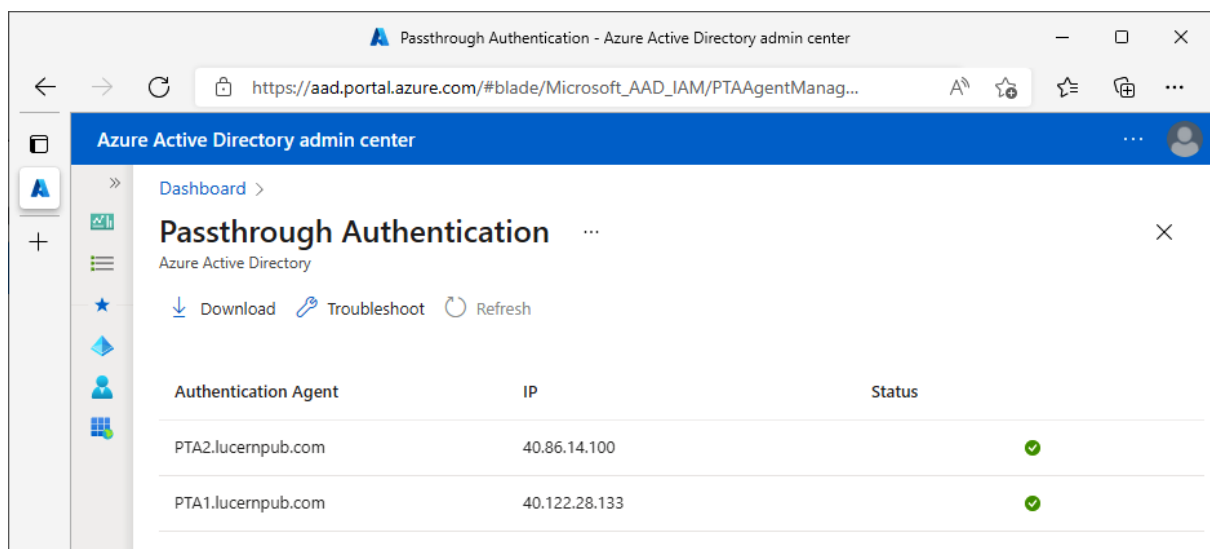 Passthrough Authentication - Azure Active Directory admin center
https://aad.portal.azure.com/#blade/Microsoft_AAD_IAM/PTAAgentManag...
Azure Active Directory admin center
Dashboard >
Passthrough Authentication ...
Azure Active Directory
Download Troubleshoot Refresh
Authentication Agent IP Status
PTA2.lucernpub.com 40.86.14.100
PTA1.lucernpub.com 40.122.28.133